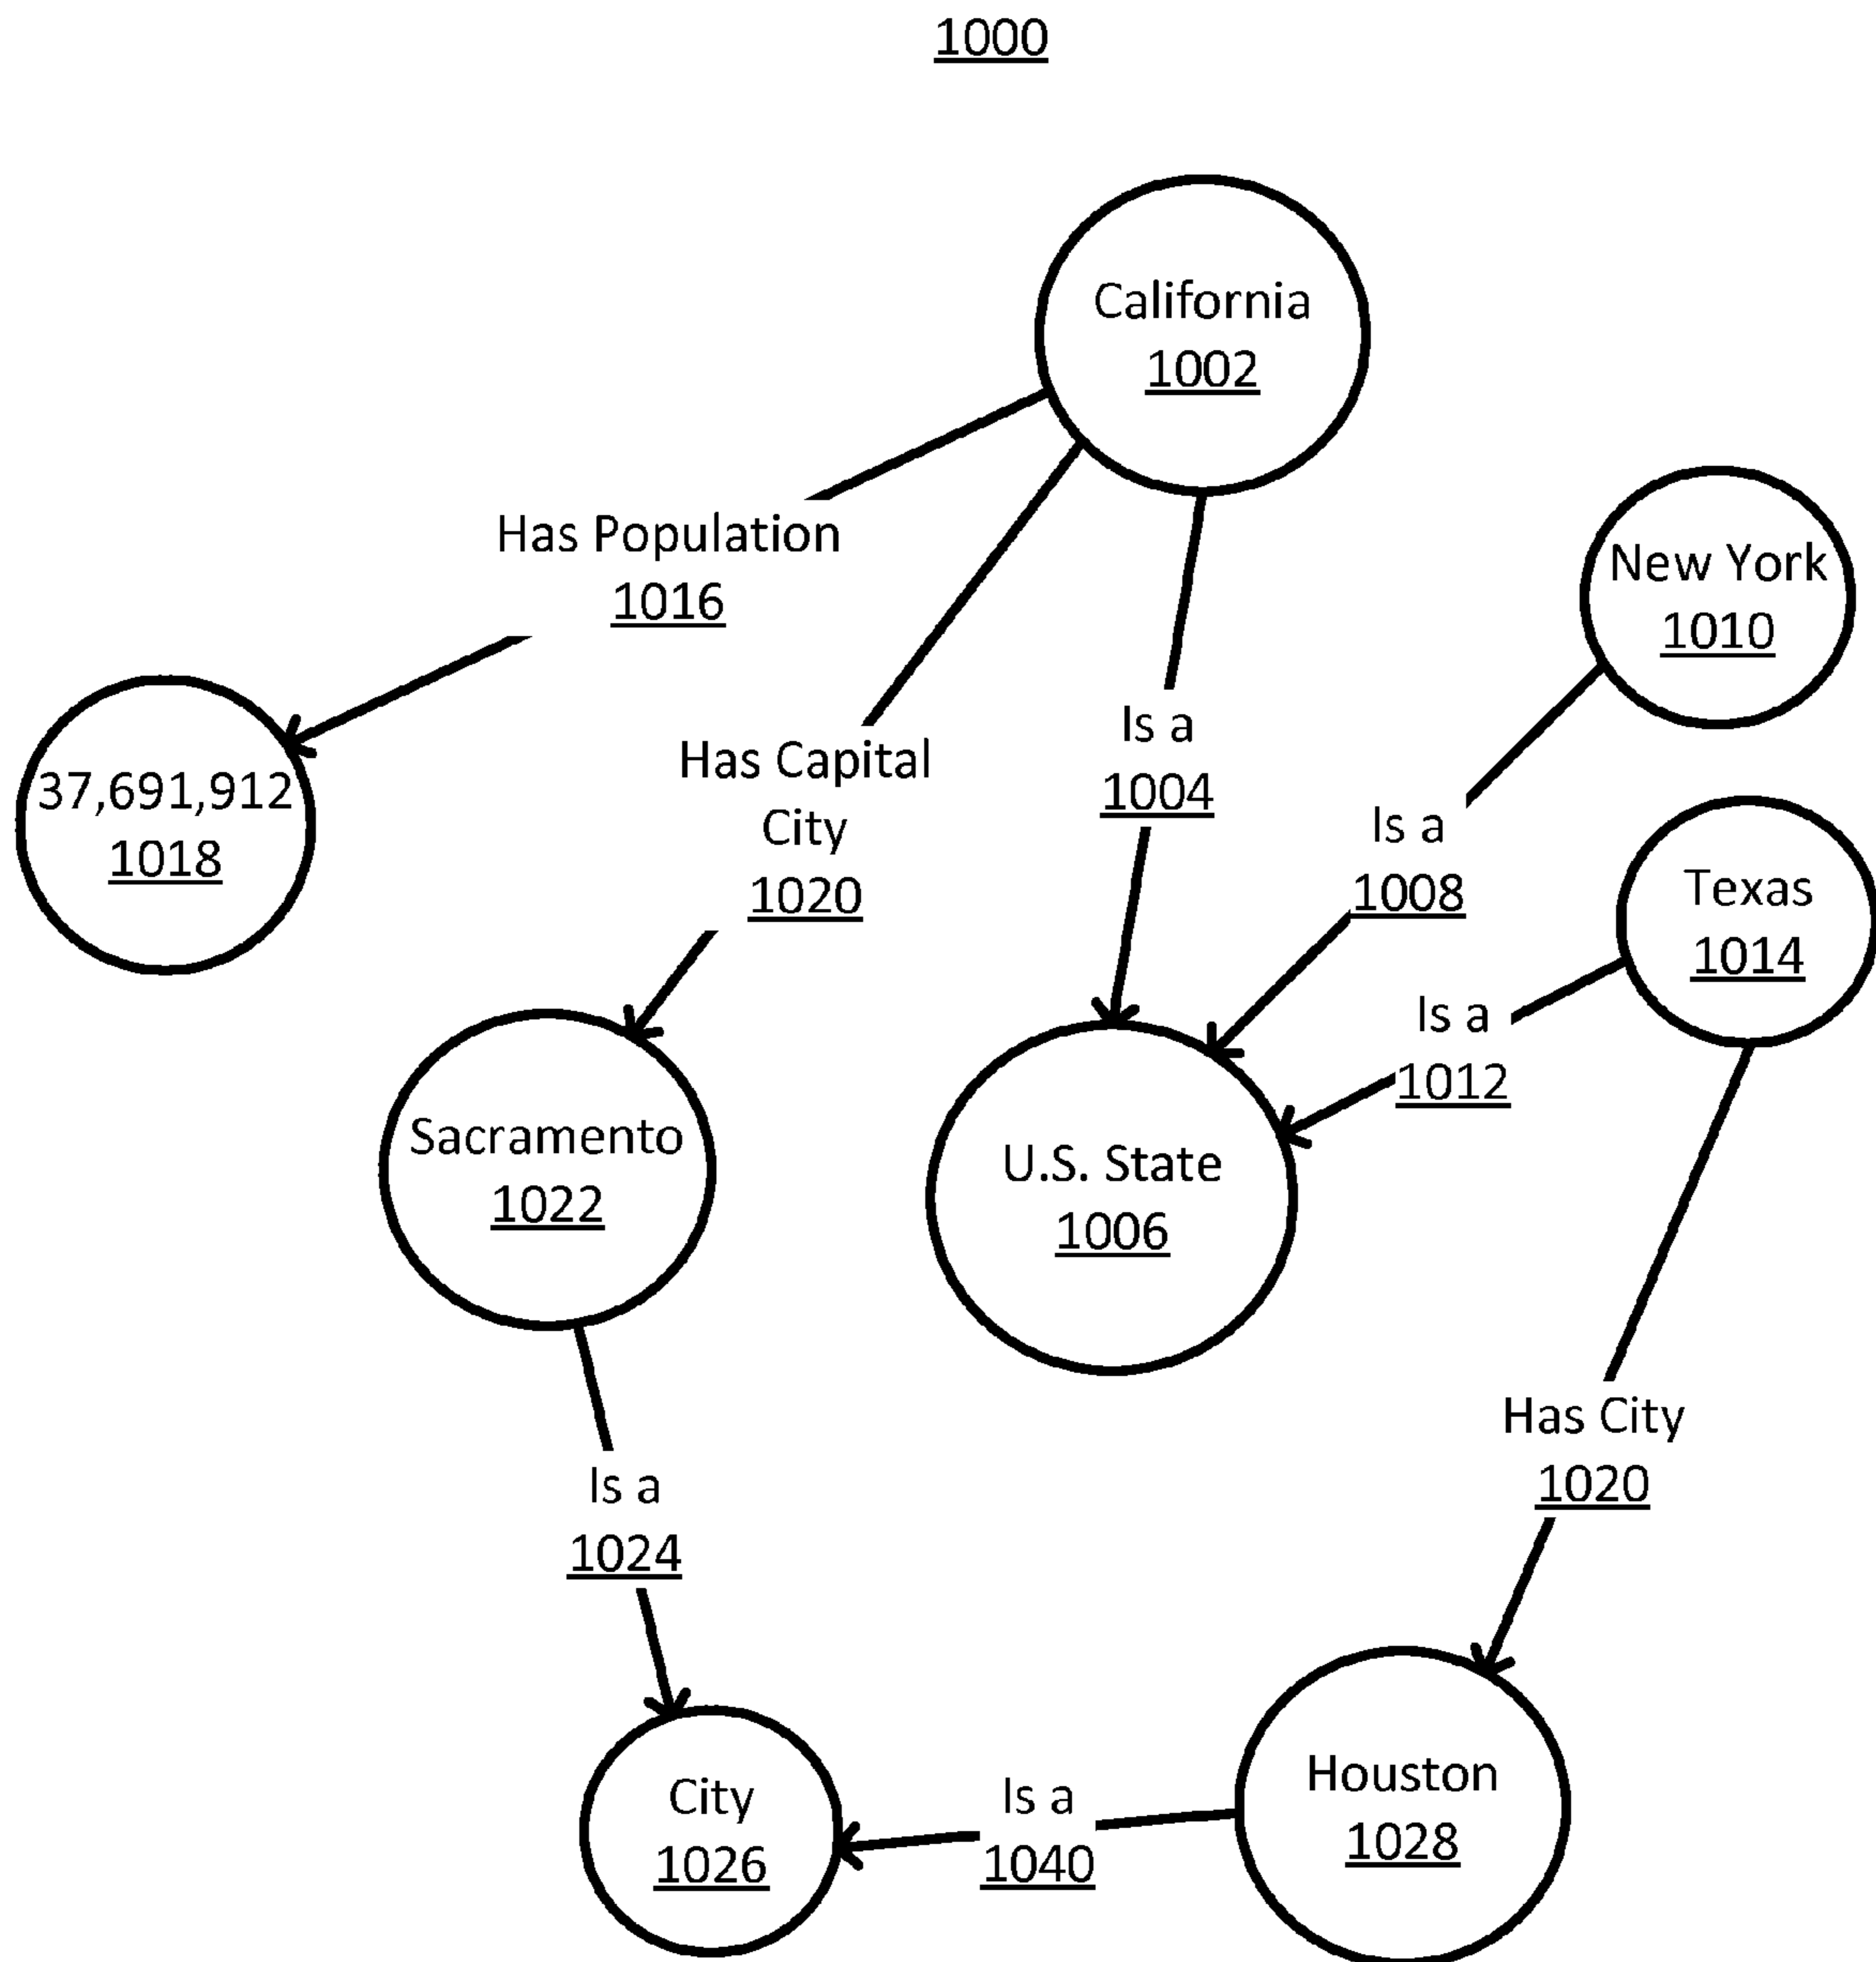 1000
California
1002
New York
1010
Has Population
1016
Is a
1004
Has Capital
City
1020
37,691,912
1018
Is a
1008
Texas
1014
Is a
1012
Sacramento
1022
U.S. State
1006
Has City
1020
Is a
1024
Houston
1028
City
1026
Is a
1040